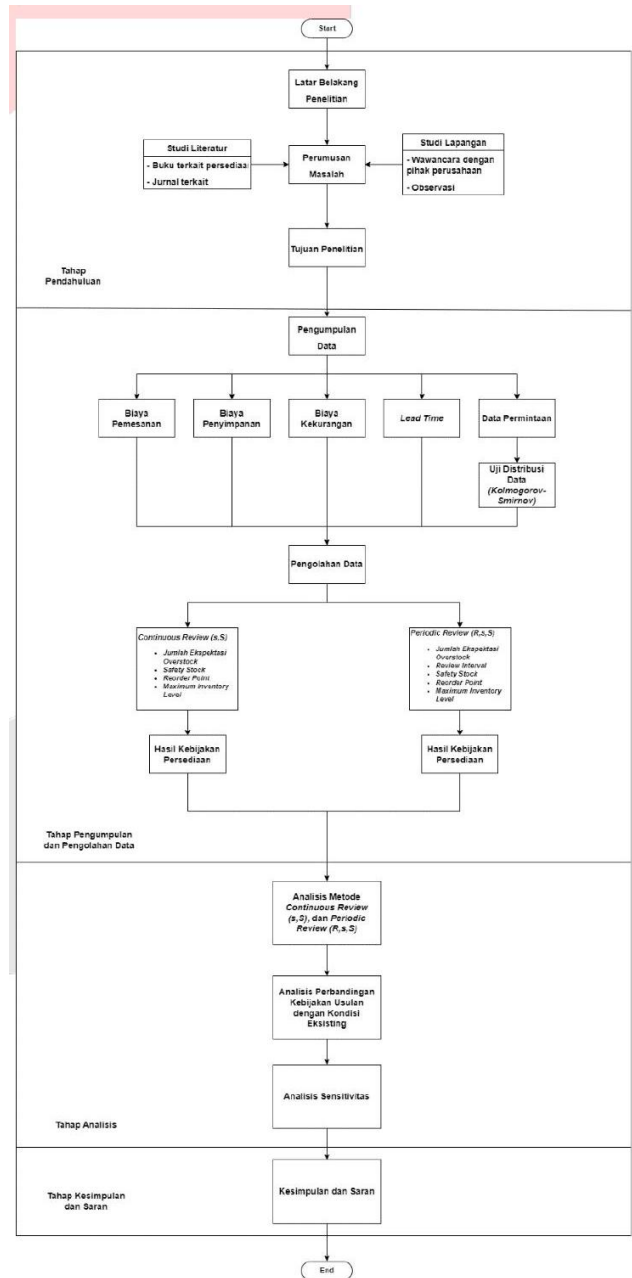 Start
Latar Belakang
Penelitian
Studi Literatur
- Buku terkait persediaan
- Jurnal terkait
Perumusan
Masalah
Studi Lapangan
- Wawancara dengan
pihak perusahaan
- Observasi
Tujuan Penelitian
Tahap
Pendahuluan
Pengumpulan
Data
Biaya
Pemesanan
Biaya
Penyimpanan
Biaya
Kekurangan
Lead Time
Data Permintaan
Uji Distribusi
Data
(Kolmogorov-
Smirnov)
Pengolahan Data
Continuous Review (s,S)
• Jumlah Ekspektasi
Overstock
• Safety Stock
• Reorder Point
• Maximum Inventory
Level
Periodic Review (R,s,S)
• Jumlah Ekspektasi
Overstock
• Review Interval
• Safety Stock
• Reorder Point
• Maximum Inventory
Level
Hasil Kebijakan
Persediaan
Hasil Kebijakan
Persediaan
Tahap Pengumpulan
dan Pengolahan Data
Analisis Metode
Continuous Review
(s,S), dan Periodic
Review (R,s,S)
Analisis Perbandingan
Kebijakan Usulan
dengan Kondisi
Eksisting
Analisis Sensitivitas
Tahap Analisis
Kesimpulan dan Saran
Tahap Kesimpulan
dan Saran
End